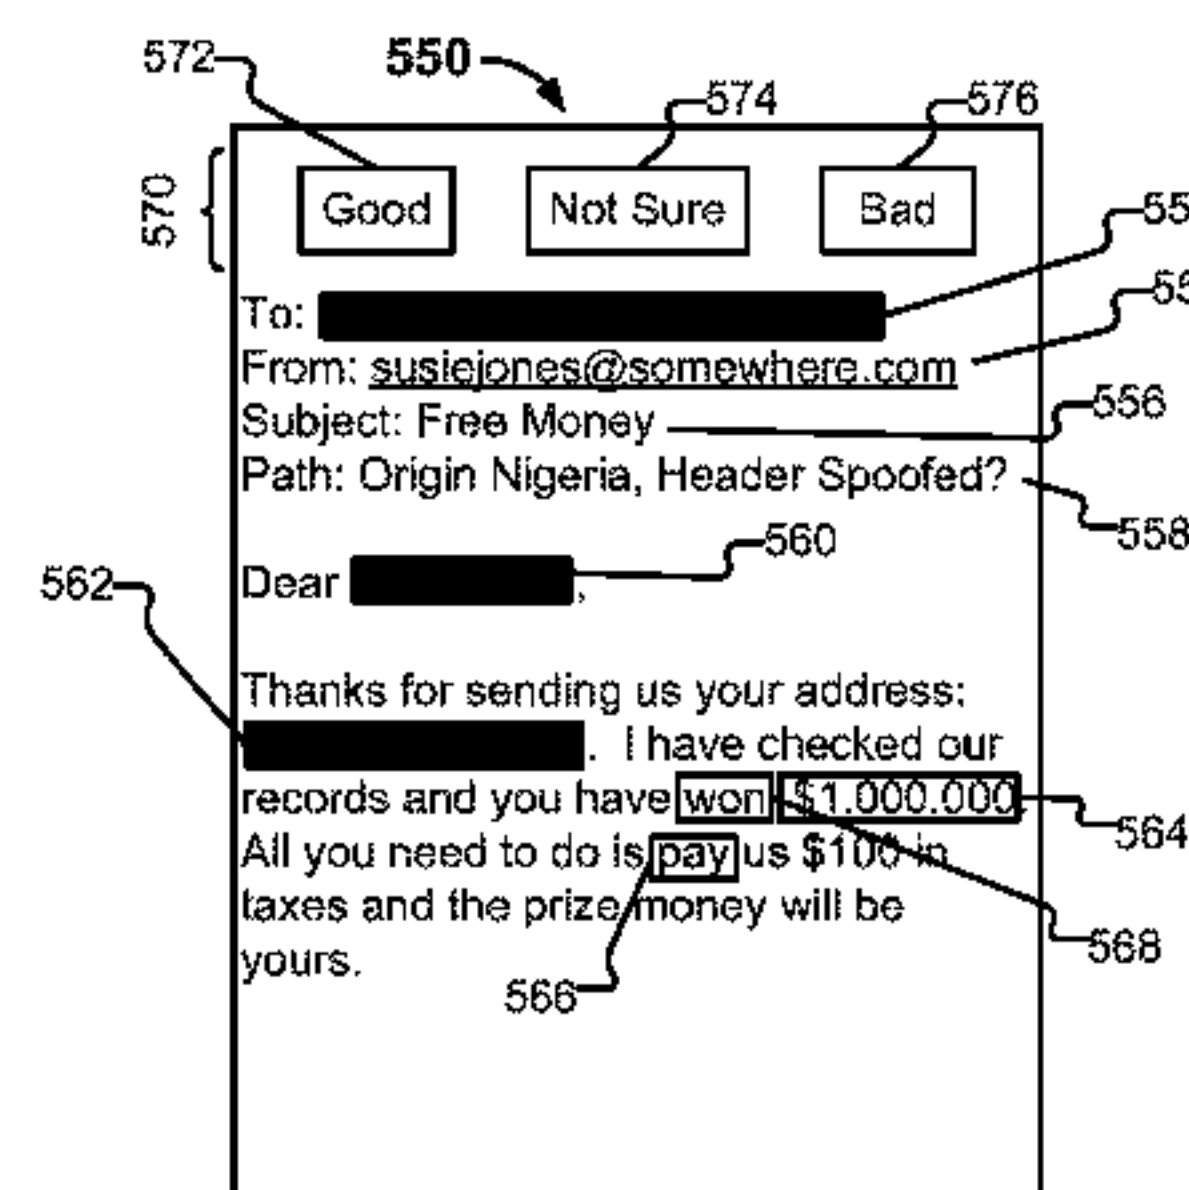 572 550 574 576
570 Good Not Sure Bad 55
To: 55
From: susiejones@somewhere.com
Subject: Free Money 556
Path: Origin Nigeria, Header Spoofed?
558
560
562 Dear ,
Thanks for sending us your address:
. I have checked our
records and you have won $1.000.000
564
All you need to do is pay us $100 in
taxes and the prize money will be
568
yours.
566